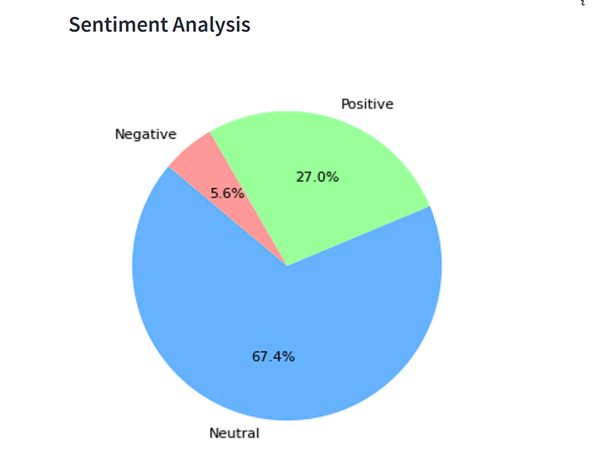 Sentiment Analysis
Positive
Negative
27.0%
5.6%
67.4%
Neutral